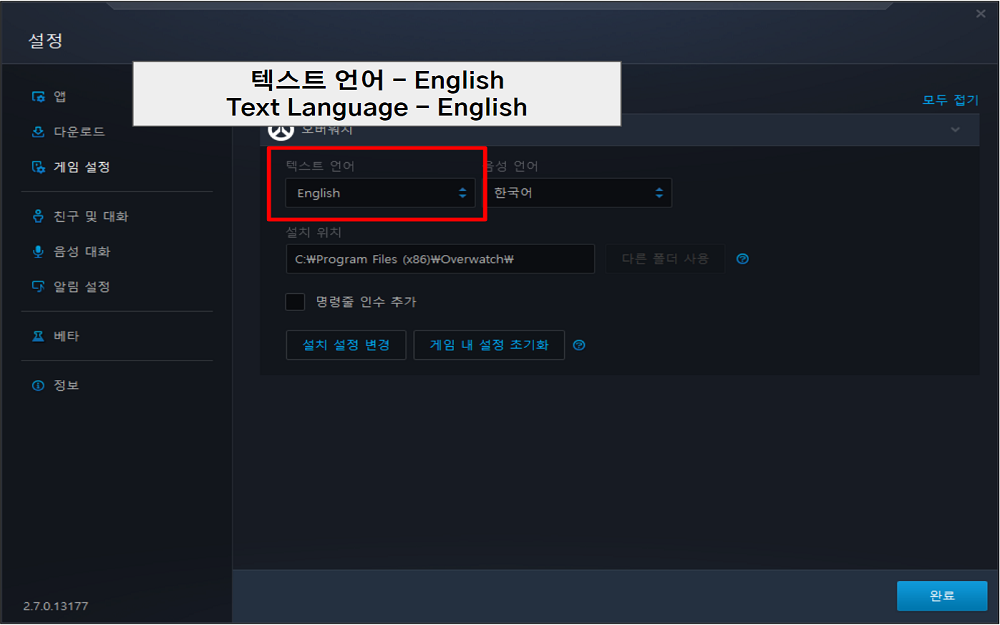 설정
텍스트 언어 – English
Text Language – English
앱
다운로드
게임 설정
친구 및 대화
음성 대화
알림 설정
베타
정보
2.7.0.13177
모두 접기
오버워치
텍스트 언어
음성 언어
English
한국어
설치 위치
C:₩Program Files (x86)₩Overwatch₩
다른 폴더 사용
명령줄 인수 추가
설치 설정 변경
게임 내 설정 초기화
완료